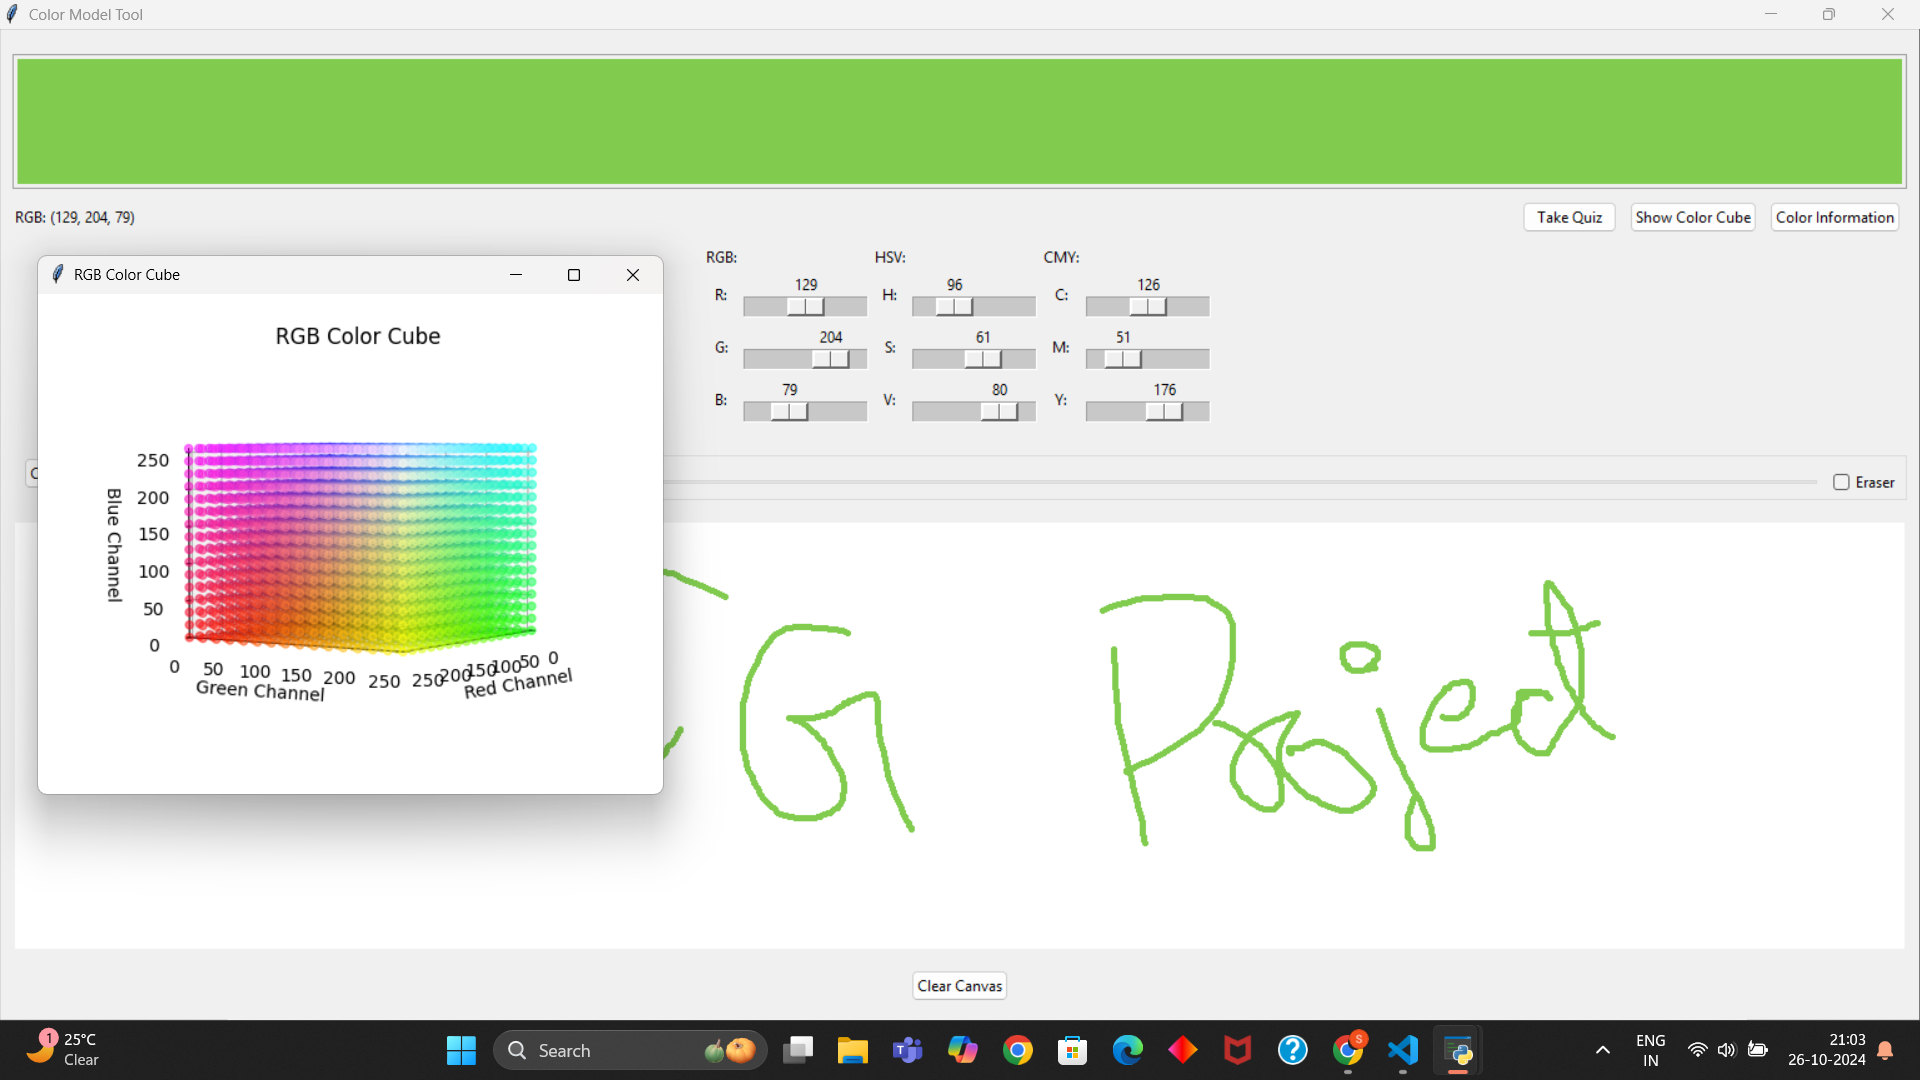 Color Model Tool
RGB: (129, 204, 79)
Take Quiz Show Color Cube Color Information
RGB: HSV: CMY:
R: 129 H: 96 C: 126
G: 204 S: 61 M: 51
B: 79 V: 80 Y: 176
Eraser
RGB Color Cube
RGB Color Cube
250
200
150
100
50
0
Blue Channel
0 50 100 150 200 250
Green Channel
250 200 150 100 50 0
Red Channel
G Project
Clear Canvas
1 25°C
Clear
Search
S
ENG
IN
21:03
26-10-2024